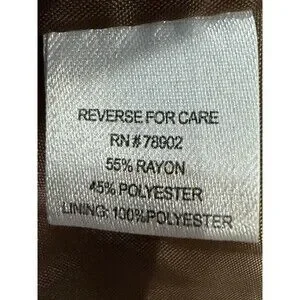 REVERSE FOR CARE
RN#78902
55% RAYON
45% POLYESTER
LINING: 100%POLYESTER